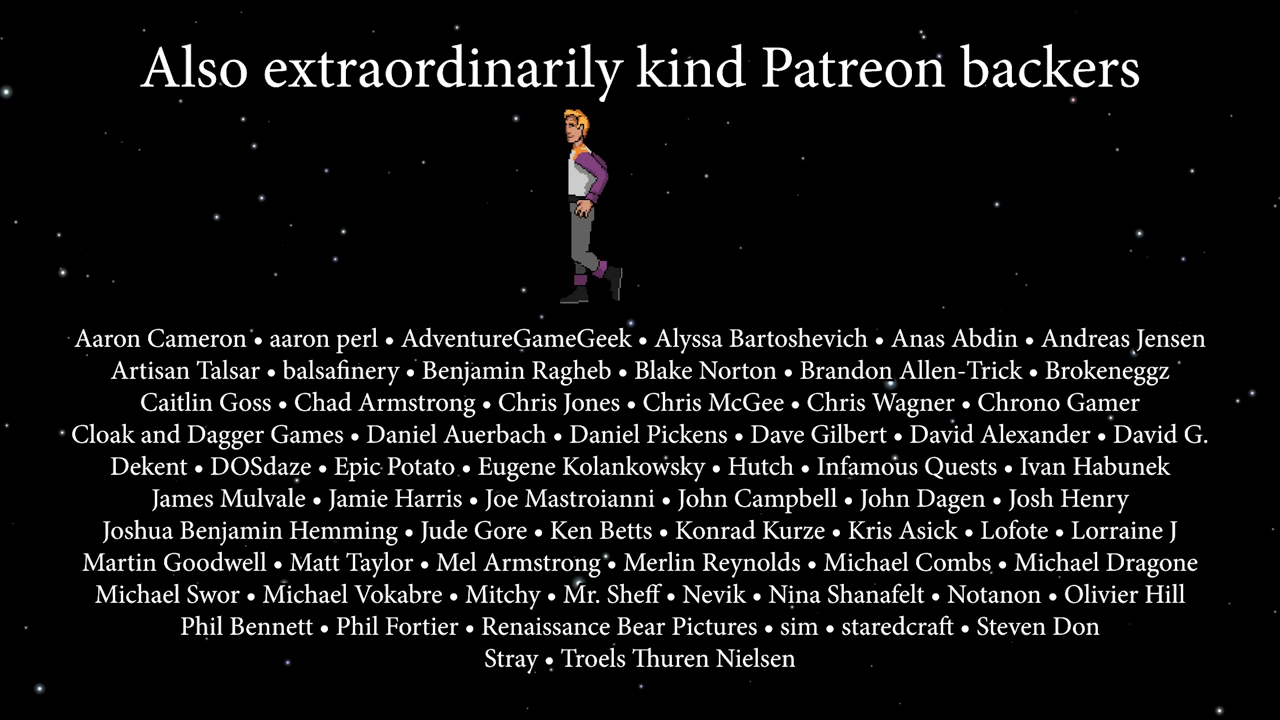 Also extraordinarily kind Patreon backers
Aaron Cameron • aaron perl • AdventureGameGeek • Alyssa Bartoshevich • Anas Abdin • Andreas Jensen
Artisan Talsar • balsafinery • Benjamin Ragheb • Blake Norton • Brandon Allen-Trick • Brokeneggz
Caitlin Goss • Chad Armstrong • Chris Jones • Chris McGee • Chris Wagner • Chrono Gamer
Cloak and Dagger Games • Daniel Auerbach • Daniel Pickens • Dave Gilbert • David Alexander • David G.
Dekent • DOSdaze • Epic Potato • Eugene Kolankowsky • Hutch • Infamous Quests • Ivan Habunek
James Mulvale • Jamie Harris • Joe Mastroianni • John Campbell • John Dagen • Josh Henry
Joshua Benjamin Hemming • Jude Gore • Ken Betts • Konrad Kurze • Kris Asick • Lofote • Lorraine J
Martin Goodwell • Matt Taylor • Mel Armstrong • Merlin Reynolds • Michael Combs • Michael Dragone
Michael Swor • Michael Vokabre • Mitchy • Mr. Sheff • Nevik • Nina Shanafelt • Notanon • Olivier Hill
Phil Bennett • Phil Fortier • Renaissance Bear Pictures • sim • staredcraft • Steven Don
Stray • Troels Thuren Nielsen